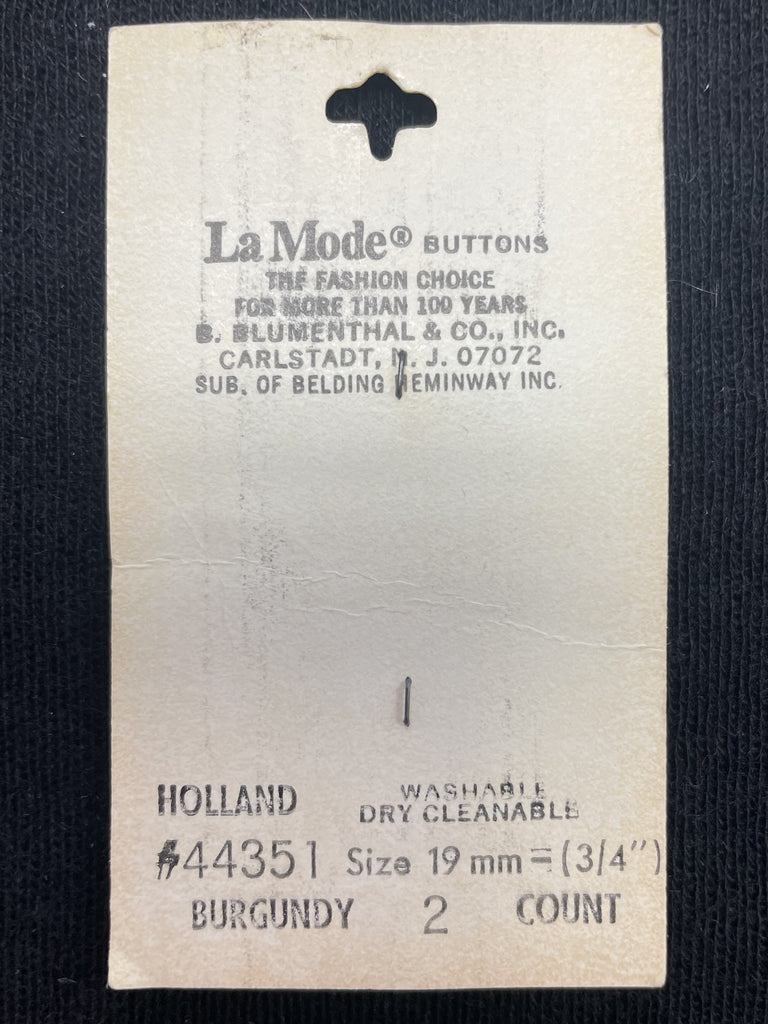 La Mode® BUTTONS
THE FASHION CHOICE
FOR MORE THAN 100 YEARS
B. BLUMENTHAL & CO., INC.
CARLSTADT, N. J. 07072
SUB. OF BELDING HEMINWAY INC.
HOLLAND
WASHABLE
DRY CLEANABLE
#44351 Size 19 mm = (3/4")
BURGUNDY 2 COUNT